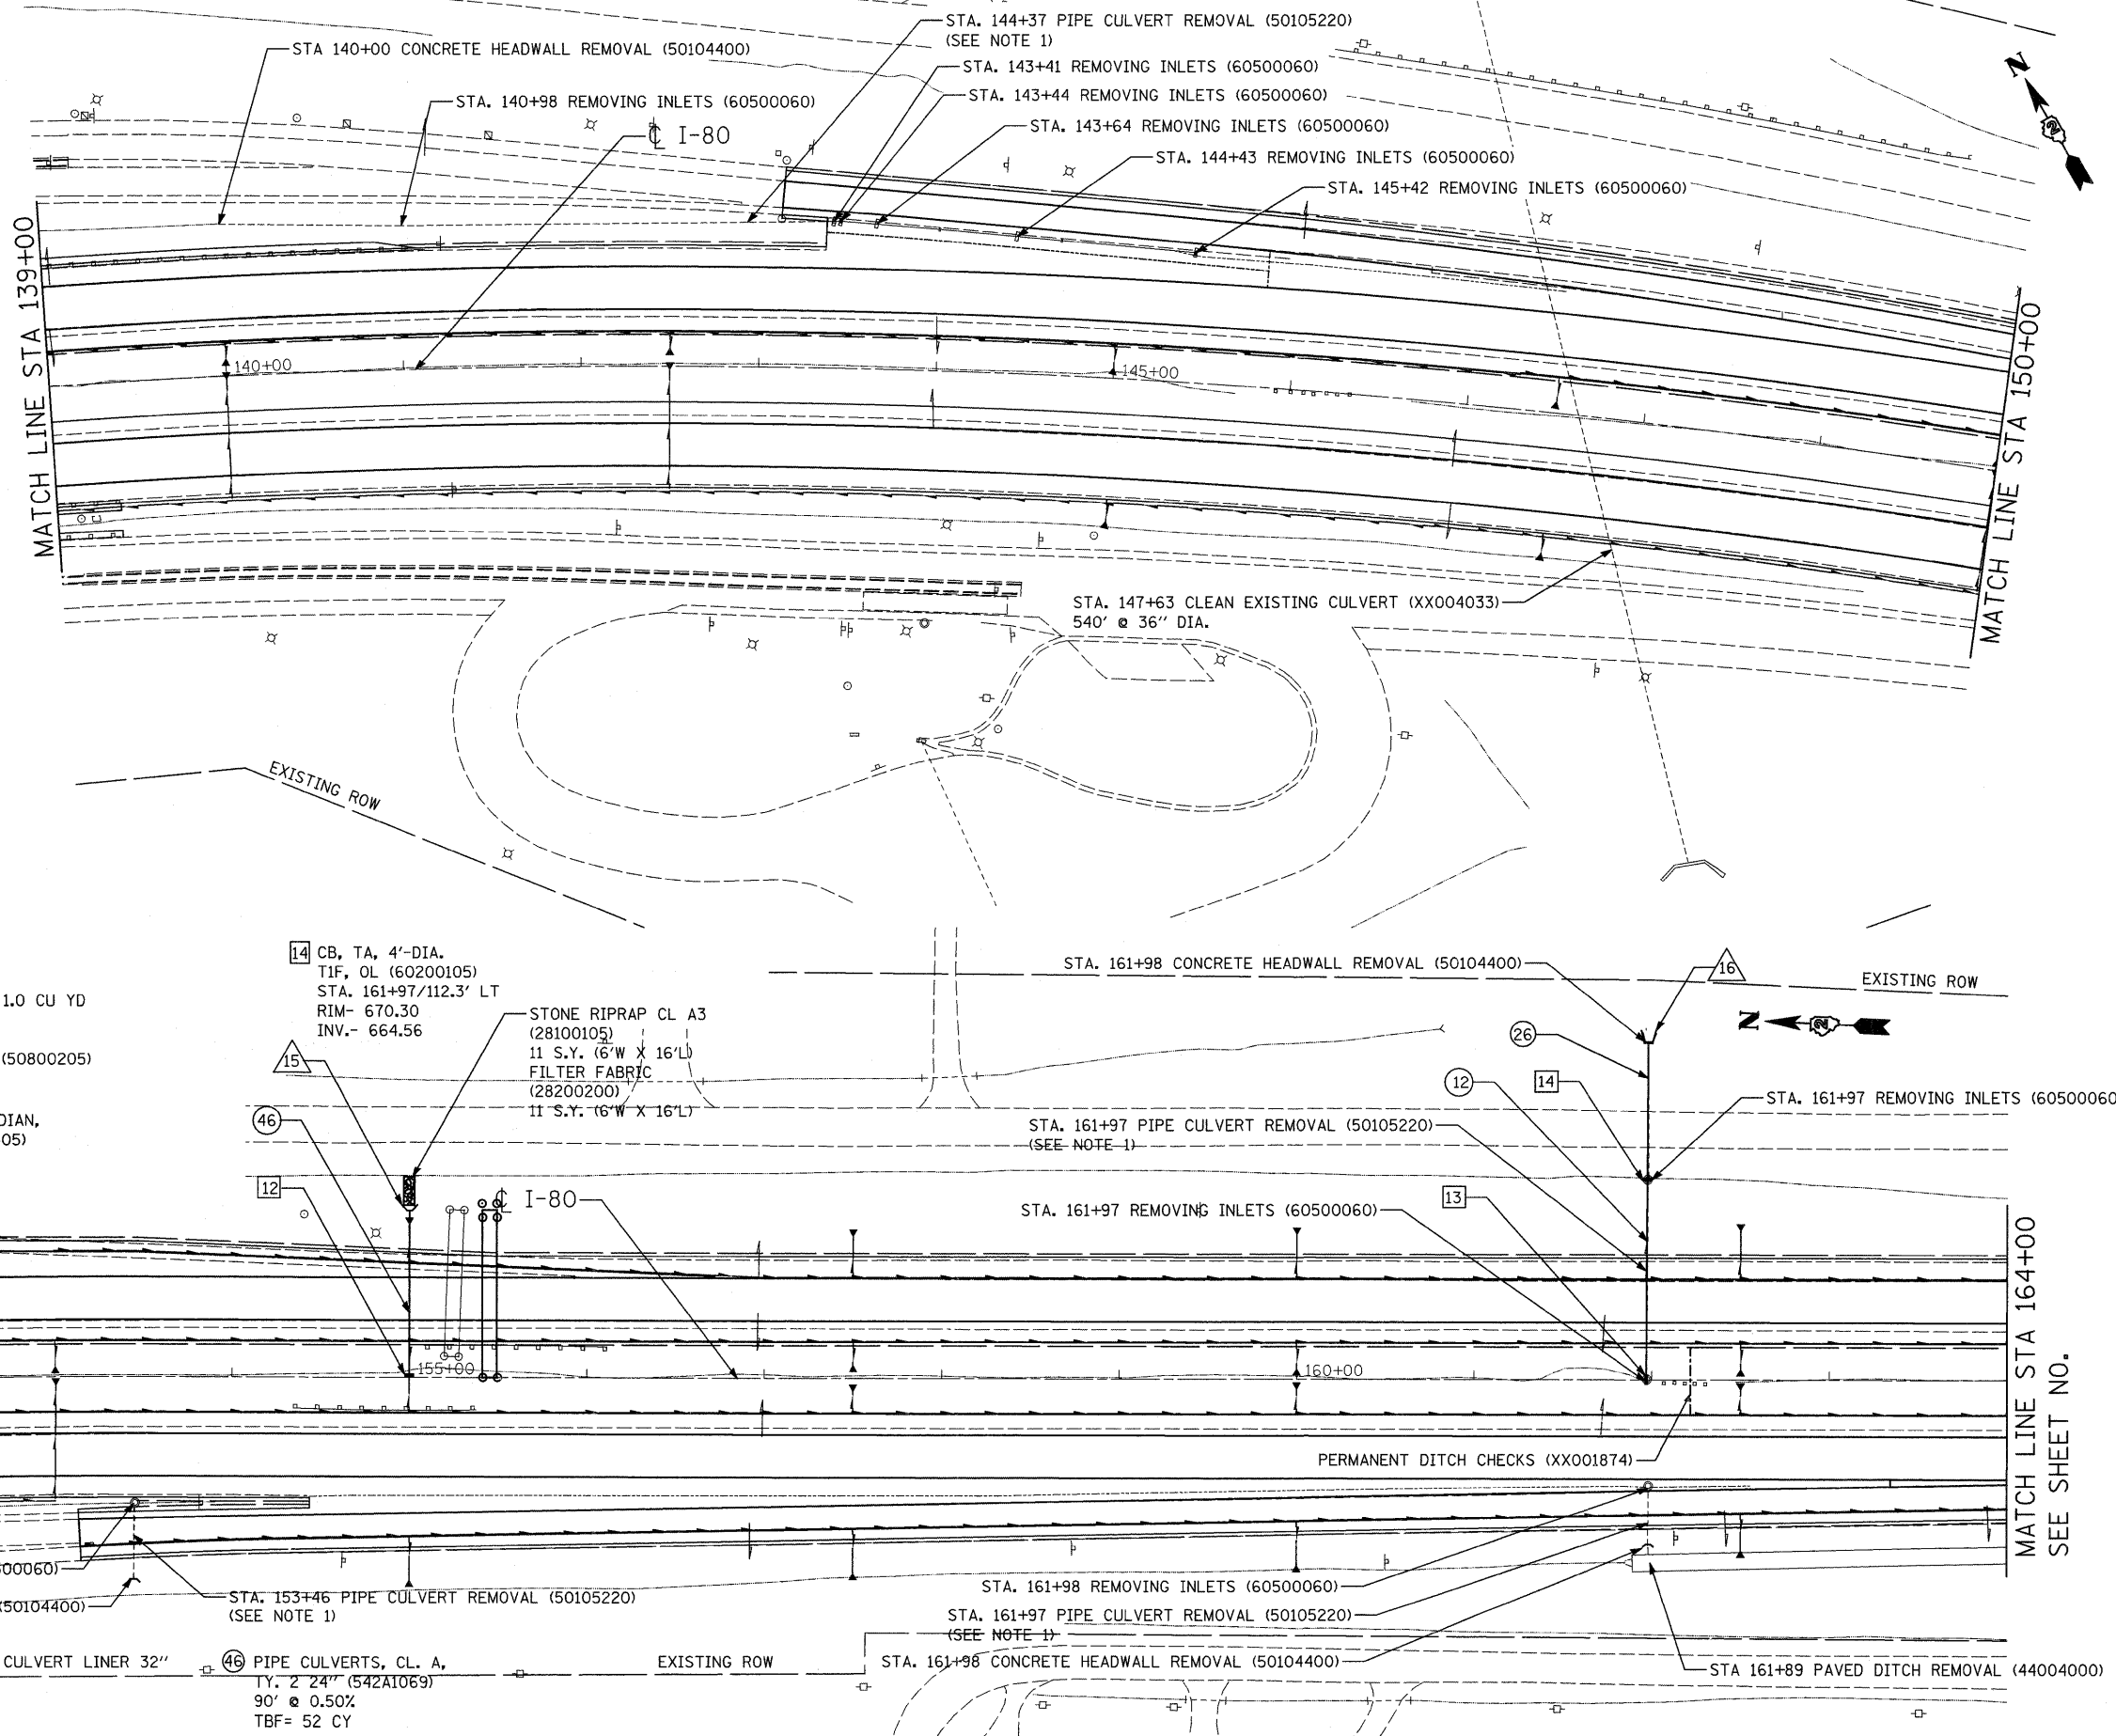 STA. 144+37 PIPE CULVERT REMOVAL (50105220)
(SEE NOTE 1)
STA 140+00 CONCRETE HEADWALL REMOVAL (50104400)
STA. 143+41 REMOVING INLETS (60500060)
STA. 140+98 REMOVING INLETS (60500060)
STA. 143+44 REMOVING INLETS (60500060)
STA. 143+64 REMOVING INLETS (60500060)
℄ I-80
STA. 144+43 REMOVING INLETS (60500060)
STA. 145+42 REMOVING INLETS (60500060)
N
2
MATCH LINE STA 139+00
140+00
145+00
MATCH LINE STA 150+00
STA. 147+63 CLEAN EXISTING CULVERT (XX004033)
540' @ 36" DIA.
EXISTING ROW
14 CB, TA, 4'-DIA.
T1F, OL (60200105)
STA. 161+97/112.3' LT
RIM- 670.30
INV.- 664.56
1.0 CU YD
(50800205)
DIAN,
05)
STONE RIPRAP CL A3
(28100105)
11 S.Y. (6'W X 16'L)
FILTER FABRIC
(28200200)
11 S.Y. (6'W X 16'L)
15
46
12
℄ I-80
STA. 161+98 CONCRETE HEADWALL REMOVAL (50104400)
16
EXISTING ROW
N
2
26
12
14
STA. 161+97 REMOVING INLETS (60500060
STA. 161+97 PIPE CULVERT REMOVAL (50105220)
(SEE NOTE 1)
13
STA. 161+97 REMOVING INLETS (60500060)
155+00
160+00
MATCH LINE STA 164+00
SEE SHEET NO.
PERMANENT DITCH CHECKS (XX001874)
00060)
(50104400)
STA. 153+46 PIPE CULVERT REMOVAL (50105220)
(SEE NOTE 1)
STA. 161+98 REMOVING INLETS (60500060)
STA. 161+97 PIPE CULVERT REMOVAL (50105220)
(SEE NOTE 1)
STA. 161+98 CONCRETE HEADWALL REMOVAL (50104400)
STA 161+89 PAVED DITCH REMOVAL (44004000)
CULVERT LINER 32"
46 PIPE CULVERTS, CL. A,
TY. 2 24" (542A1069)
90' @ 0.50%
TBF= 52 CY
EXISTING ROW